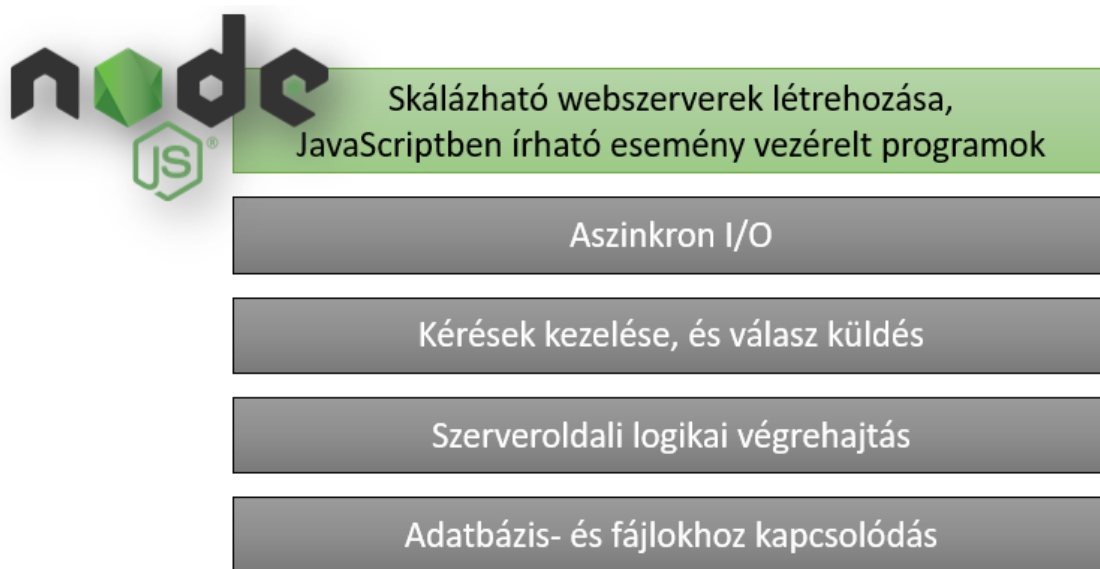 node
JS®
Skálázható webszerverek létrehozása,
JavaScriptben írható esemény vezérelt programok
Aszinkron I/O
Kérések kezelése, és válasz küldés
Szerveroldali logikai végrehajtás
Adatbázis- és fájlokhoz kapcsolódás